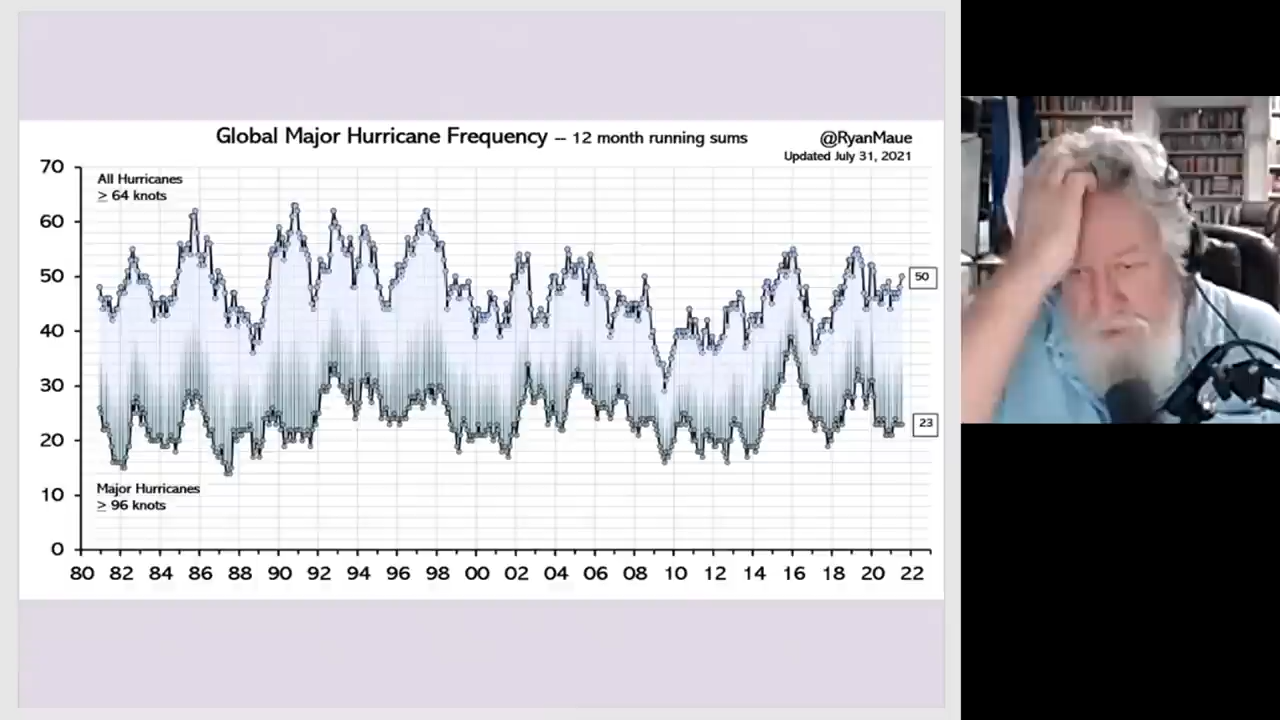 Global Major Hurricane Frequency -- 12 month running sums
@RyanMaue
Updated July 31, 2021
70
All Hurricanes
≥ 64 knots
60
50
50
40
30
23
20
Major Hurricanes
≥ 96 knots
10
0
80 82 84 86 88 90 92 94 96 98 00 02 04 06 08 10 12 14 16 18 20 22